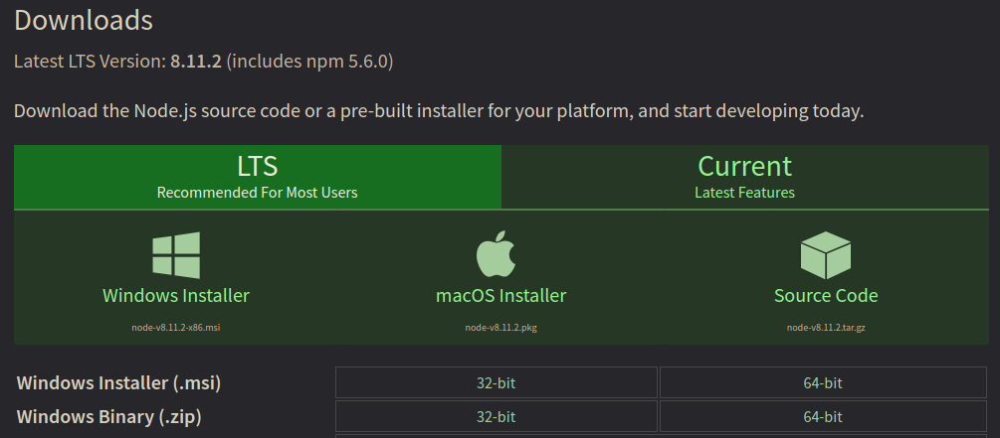 Downloads
Latest LTS Version: 8.11.2 (includes npm 5.6.0)
Download the Node.js source code or a pre-built installer for your platform, and start developing today.
LTS
Recommended For Most Users
Current
Latest Features
Windows Installer
node-v8.11.2-x86.msi
macOS Installer
node-v8.11.2.pkg
Source Code
node-v8.11.2.tar.gz
Windows Installer (.msi) 32-bit 64-bit
Windows Binary (.zip) 32-bit 64-bit